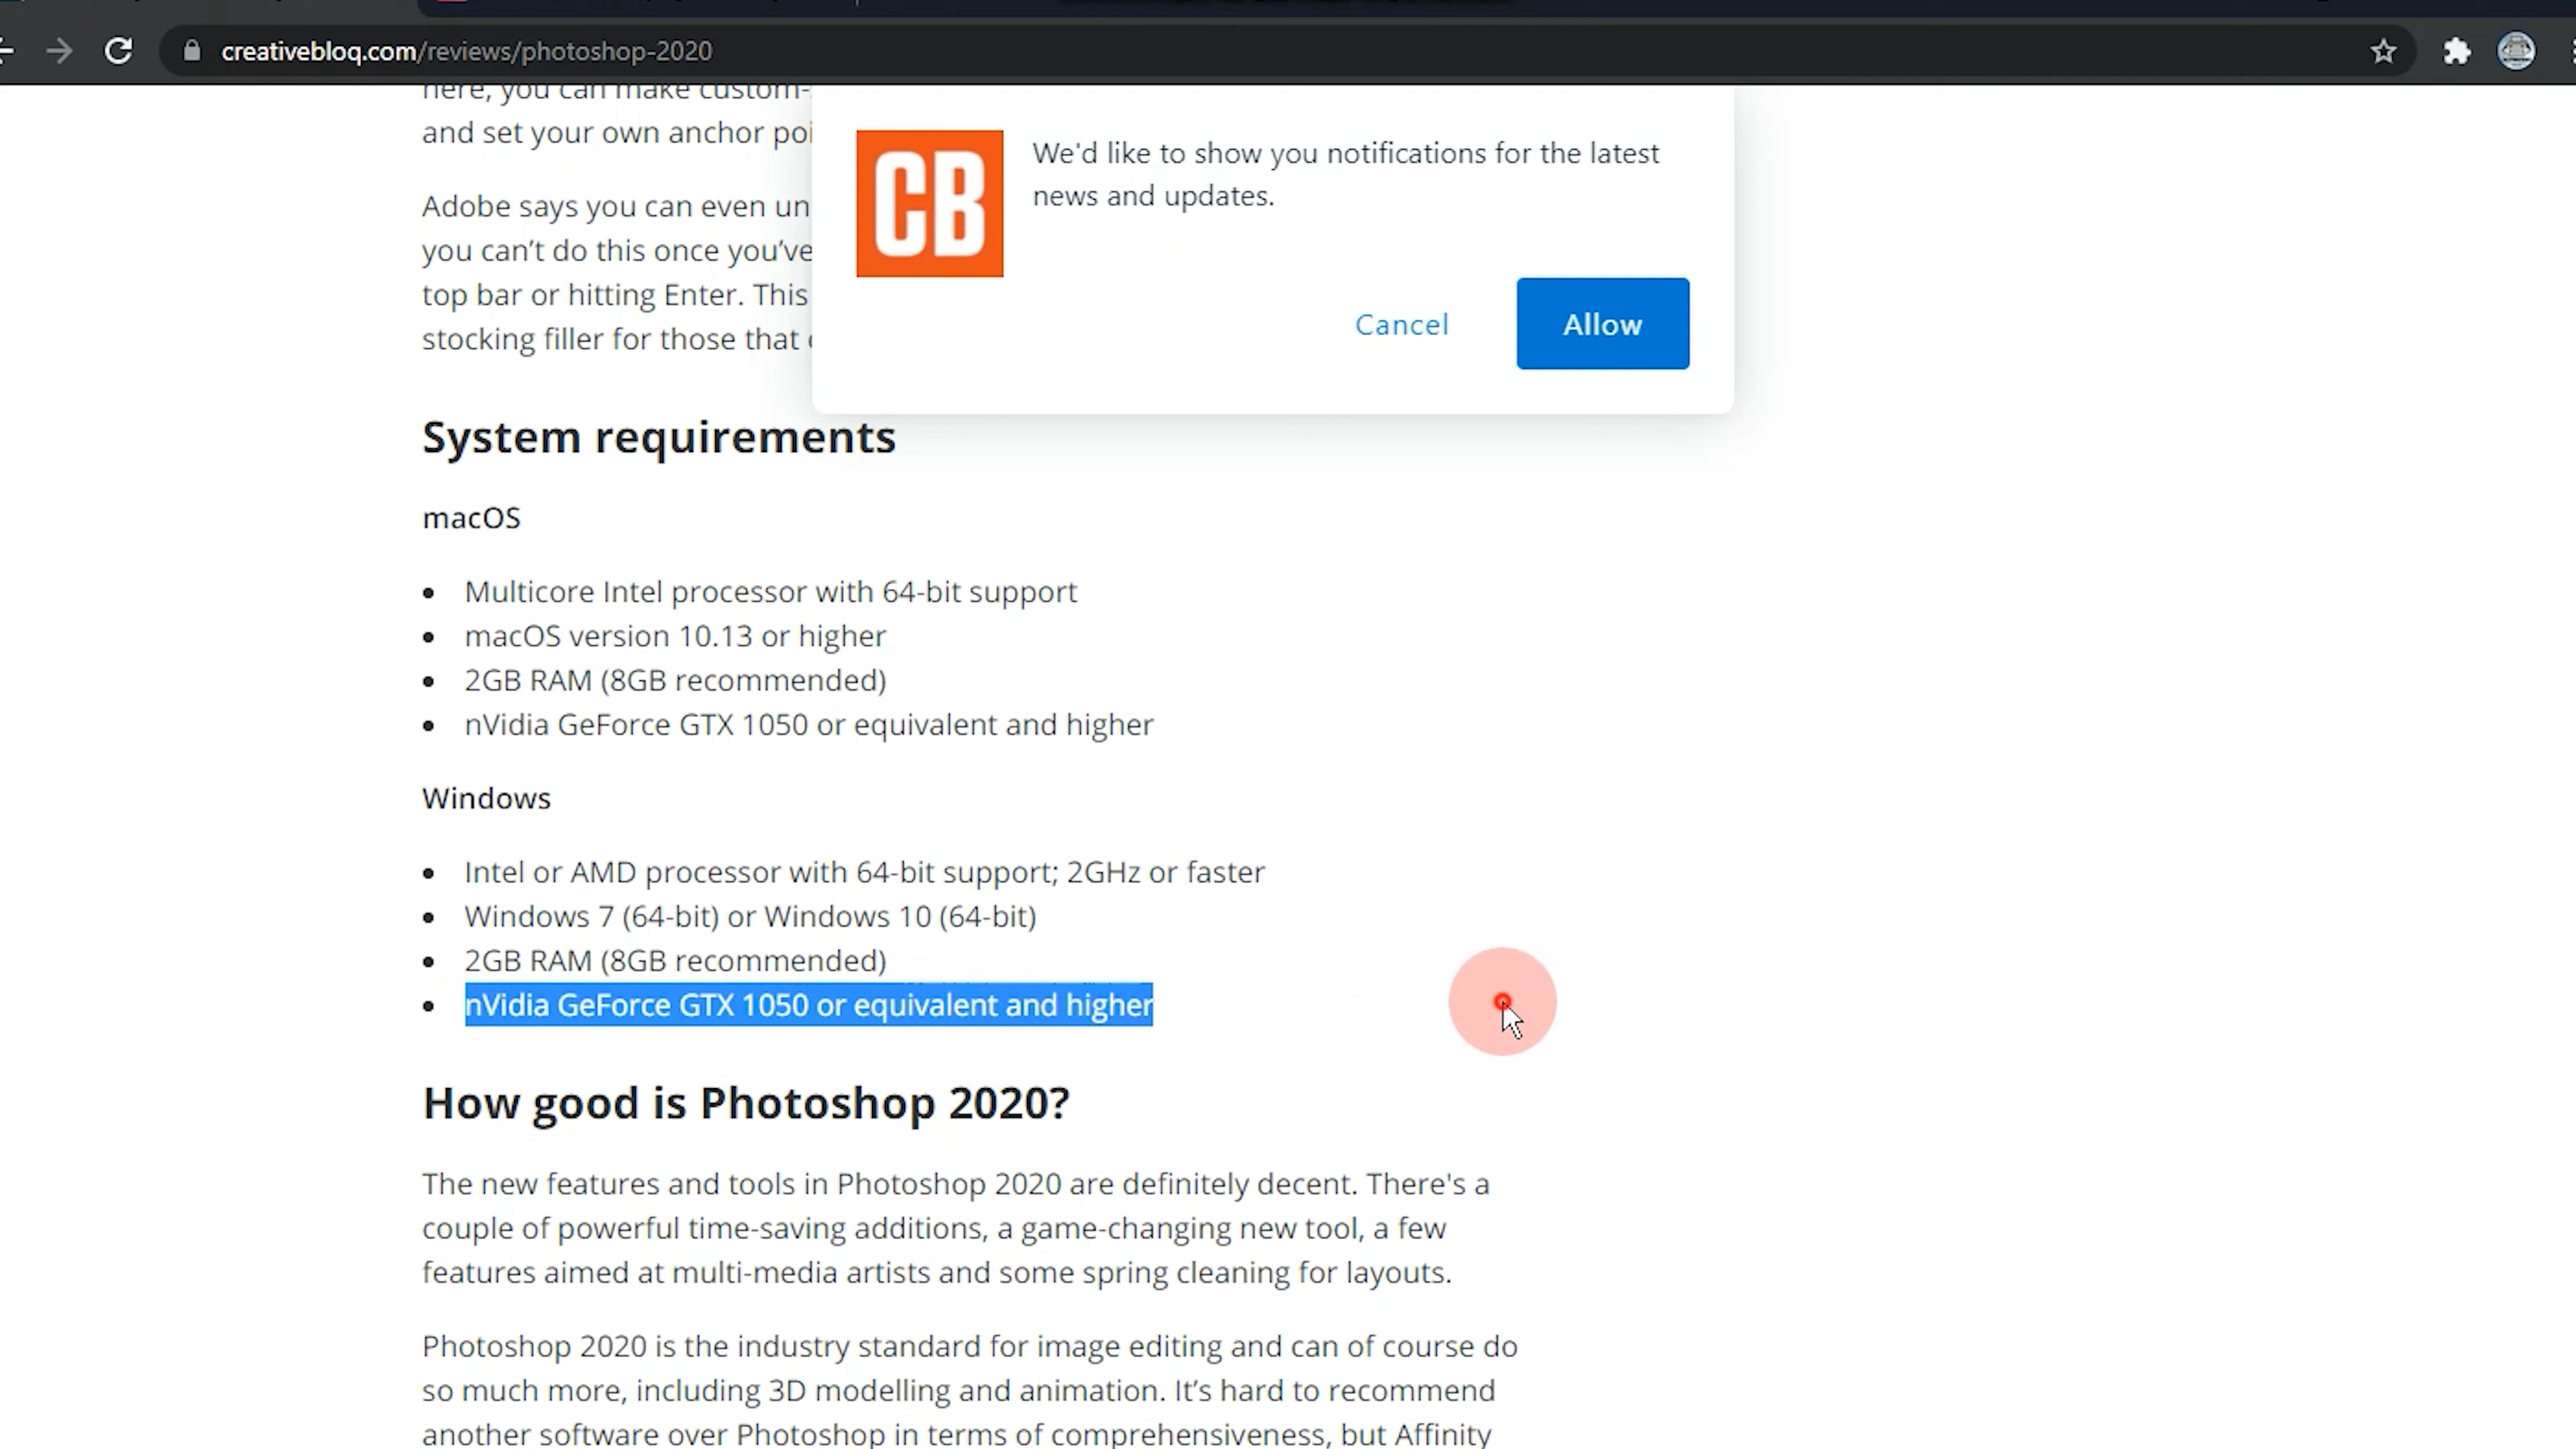 creativebloq.com/reviews/photoshop-2020
here, you can make custom-
and set your own anchor poi
Adobe says you can even un
you can't do this once you've
top bar or hitting Enter. This
stocking filler for those that
CB
We'd like to show you notifications for the latest
news and updates.
Cancel
Allow
System requirements
macOS
• Multicore Intel processor with 64-bit support
• macOS version 10.13 or higher
• 2GB RAM (8GB recommended)
• nVidia GeForce GTX 1050 or equivalent and higher
Windows
• Intel or AMD processor with 64-bit support; 2GHz or faster
• Windows 7 (64-bit) or Windows 10 (64-bit)
• 2GB RAM (8GB recommended)
• nVidia GeForce GTX 1050 or equivalent and higher
How good is Photoshop 2020?
The new features and tools in Photoshop 2020 are definitely decent. There's a
couple of powerful time-saving additions, a game-changing new tool, a few
features aimed at multi-media artists and some spring cleaning for layouts.
Photoshop 2020 is the industry standard for image editing and can of course do
so much more, including 3D modelling and animation. It's hard to recommend
another software over Photoshop in terms of comprehensiveness, but Affinity